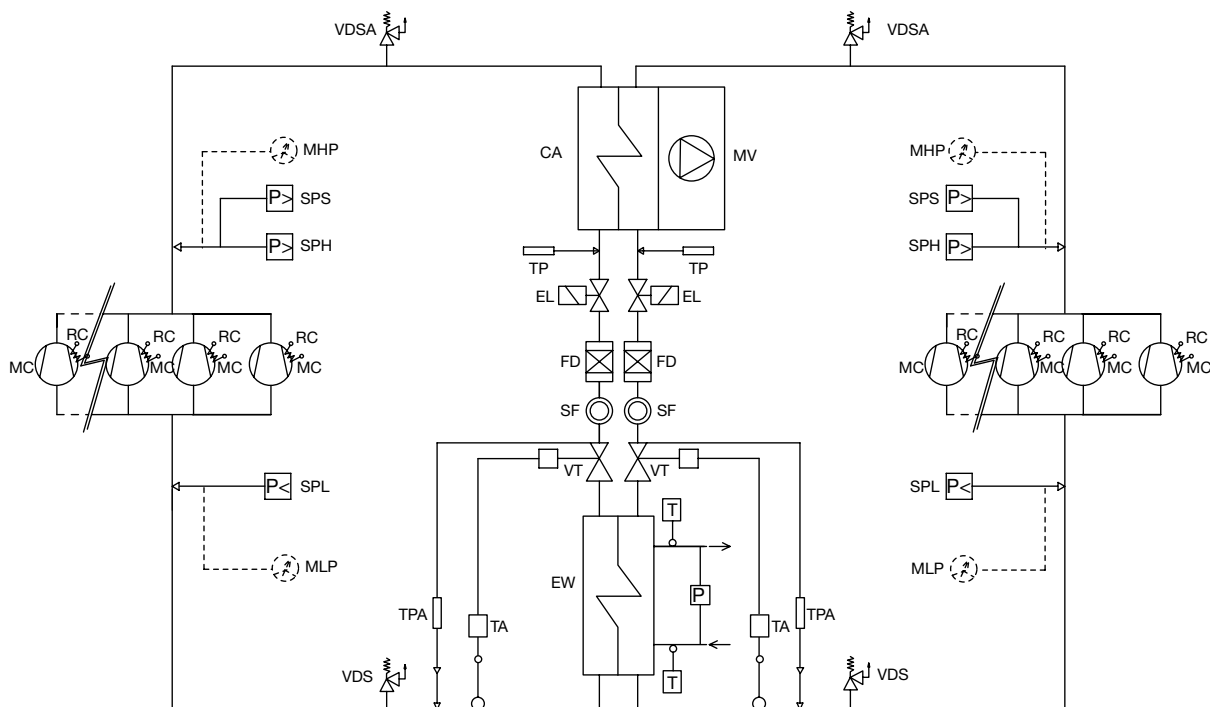 VDSA VDSA
MHP CA MV MHP
SPS P> P> SPS
SPH P> P> SPH
TP TP
EL EL
RC RC RC RC RC RC RC RC
MC MC MC MC FD FD MC MC MC MC
SF SF
VT VT
P< SPL SPL P<
T
MLP EW MLP
P
TPA TA TA TPA
VDS T VDS